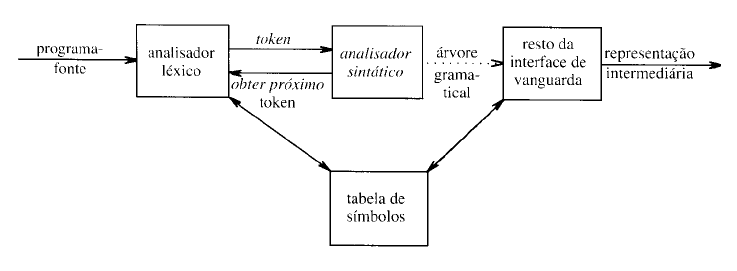 programa-
fonte
analisador
léxico
token
obter próximo
token
analisador
sintático
árvore
grama-
tical
resto da
interface de
vanguarda
representação
intermediária
tabela de
símbolos